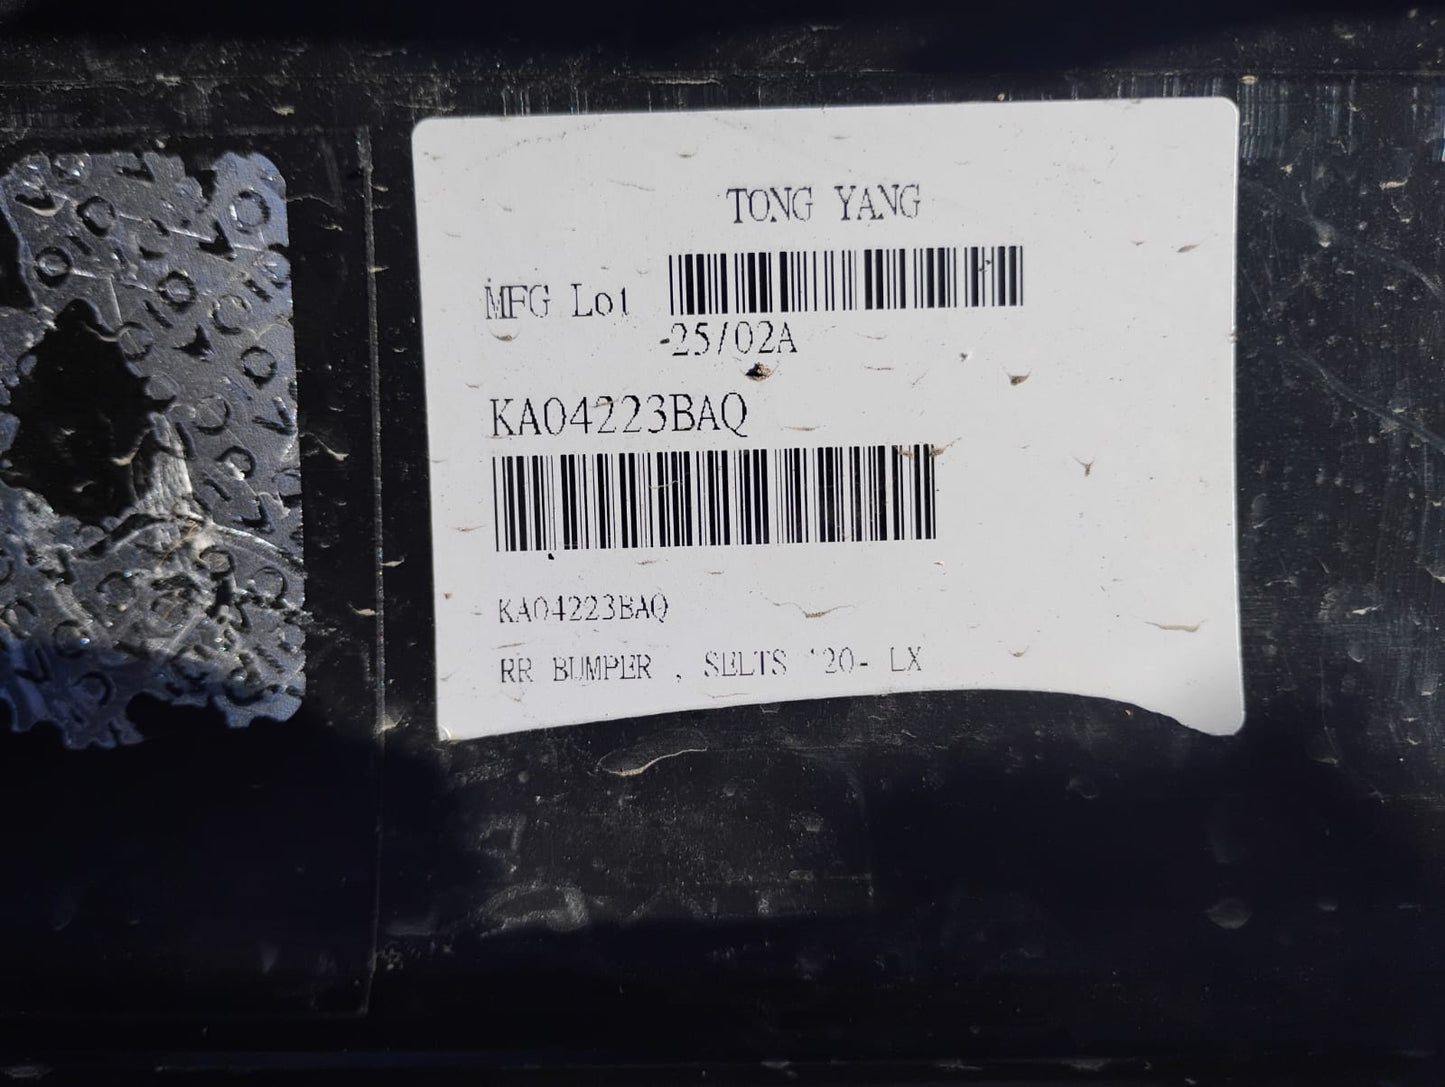 TONG YANG
MFG Lot
25/02A
KA04223BAQ
KA04223BAQ
RR BUMPER , SELTS '20- LX